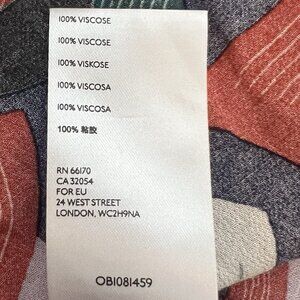 100% VISCOSE
100% VISCOSE
100% VISKOSE
100% VISCOSA
100% VISCOSA
100% 粘胶
RN 66170
CA 32054
FOR EU
24 WEST STREET
LONDON, WC2H9NA
OB1081459